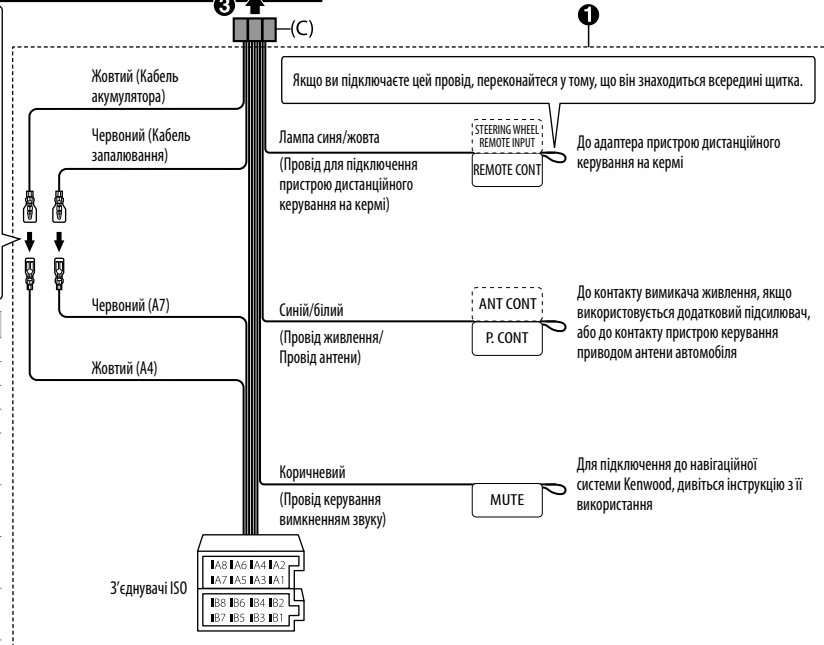 ❸
(C)
❶
Жовтий (Кабель
акумулятора)
Червоний (Кабель
запалювання)
Якщо ви підключаєте цей провід, переконайтеся у тому, що він знаходиться всередині щитка.
Лампа синя/жовта
(Провід для підключення
пристрою дистанційного
керування на кермі)
STEERING WHEEL
REMOTE INPUT
REMOTE CONT
До адаптера пристрою дистанційного
керування на кермі
Червоний (A7)
Жовтий (A4)
Синій/білий
(Провід живлення/
Провід антени)
ANT CONT
P. CONT
До контакту вимикача живлення, якщо
використовується додатковий підсилювач,
або до контакту пристрою керування
приводом антени автомобіля
Коричневий
(Провід керування
вимкненням звуку)
MUTE
Для підключення до навігаційної
системи Kenwood, дивіться інструкцію з її
використання
З’єднувачі ISO
A8 A6 A4 A2
A7 A5 A3 A1
B8 B6 B4 B2
B7 B5 B3 B1